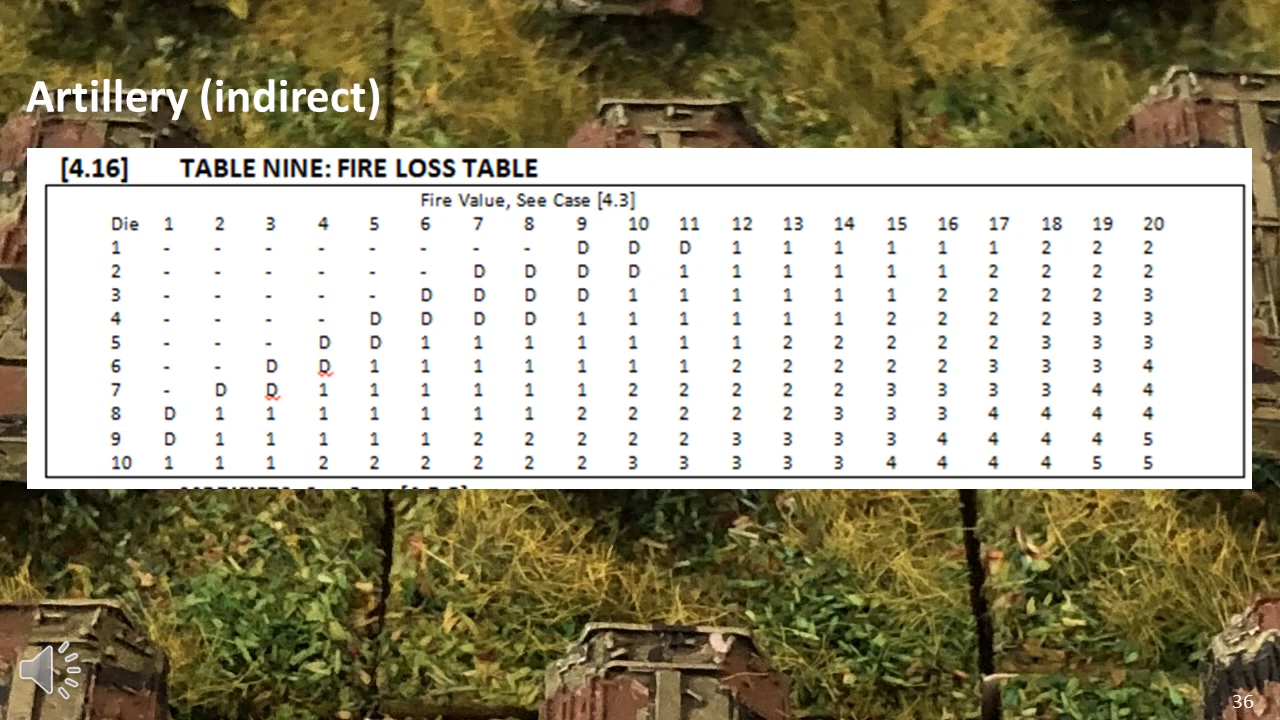 Artillery (indirect)
[4.16] TABLE NINE: FIRE LOSS TABLE
Fire Value, See Case [4.3]
Die 1 2 3 4 5 6 7 8 9 10 11 12 13 14 15 16 17 18 19 20
1 - - - - - - - - D D D 1 1 1 1 1 1 2 2 2
2 - - - - - - D D D D 1 1 1 1 1 1 2 2 2 2
3 - - - - - D D D D 1 1 1 1 1 1 2 2 2 2 3
4 - - - - D D D D 1 1 1 1 1 1 2 2 2 2 3 3
5 - - - D D 1 1 1 1 1 1 1 2 2 2 2 2 3 3 3
6 - - D D 1 1 1 1 1 1 1 2 2 2 2 2 3 3 3 4
7 - D D 1 1 1 1 1 1 2 2 2 2 2 3 3 3 3 4 4
8 D 1 1 1 1 1 1 1 2 2 2 2 2 3 3 3 4 4 4 4
9 D 1 1 1 1 1 2 2 2 2 2 3 3 3 3 4 4 4 4 5
10 1 1 1 2 2 2 2 2 2 3 3 3 3 3 4 4 4 4 5 5
36